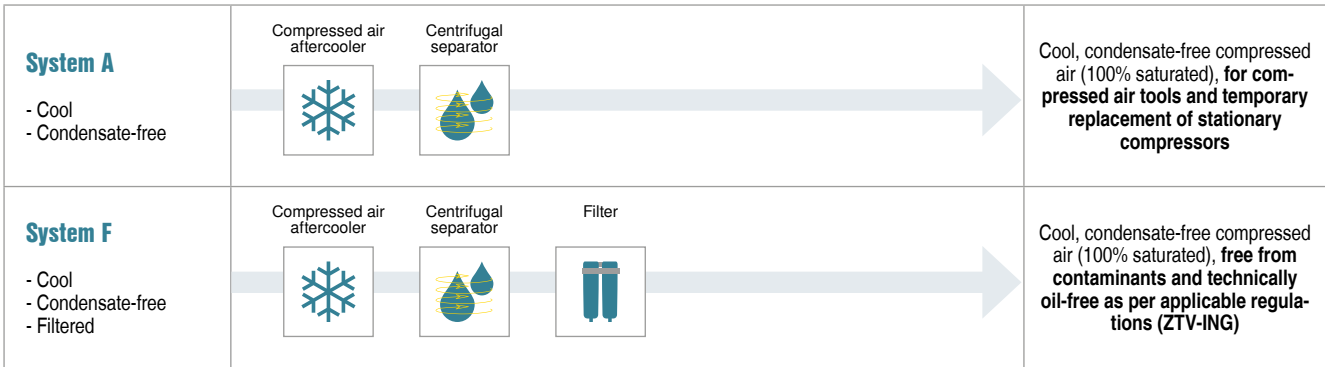 System A
- Cool
- Condensate-free
Compressed air
aftercooler
Centrifugal
separator
Cool, condensate-free compressed
air (100% saturated), for com-
pressed air tools and temporary
replacement of stationary
compressors
System F
- Cool
- Condensate-free
- Filtered
Compressed air
aftercooler
Centrifugal
separator
Filter
Cool, condensate-free compressed
air (100% saturated), free from
contaminants and technically
oil-free as per applicable regula-
tions (ZTV-ING)